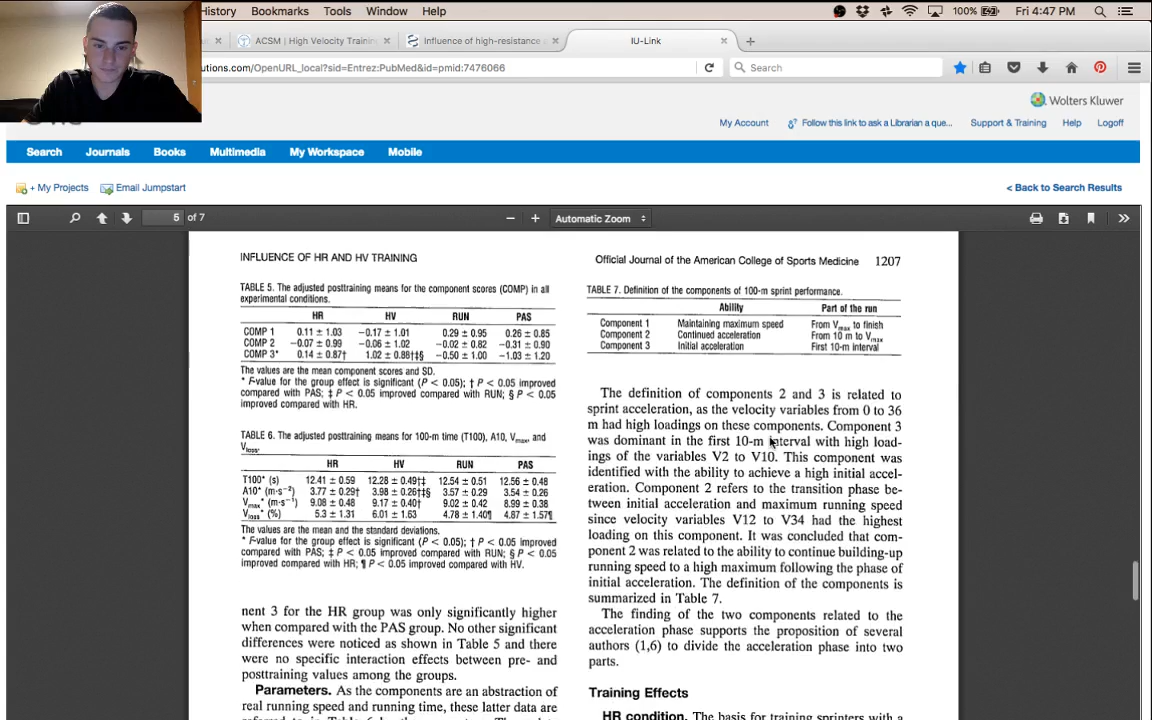 History Bookmarks Tools Window Help 100% Fri 4:47 PM
ACSM | High Velocity Trainin × Influence of high-resistance × IU-Link × +
utions.com/OpenURL_local?sid=Entrez:PubMed&id=pmid:7476066 Search
Wolters Kluwer
My Account Follow this link to ask a Librarian a que... Support & Training Help Logoff
Search Journals Books Multimedia My Workspace Mobile
+ My Projects Email Jumpstart < Back to Search Results
5 of 7 − + Automatic Zoom
INFLUENCE OF HR AND HV TRAINING
TABLE 5. The adjusted posttraining means for the component scores (COMP) in all
experimental conditions.
HR HV RUN PAS
COMP 1 0.11 ± 1.03 −0.17 ± 1.01 0.29 ± 0.95 0.26 ± 0.85
COMP 2 −0.07 ± 0.99 −0.06 ± 1.02 −0.02 ± 0.82 −0.31 ± 0.90
COMP 3* 0.14 ± 0.87† 1.02 ± 0.88†‡§ −0.50 ± 1.00 −1.03 ± 1.20
The values are the mean component scores and SD.
* F-value for the group effect is significant (P < 0.05); † P < 0.05 improved
compared with PAS; ‡ P < 0.05 improved compared with RUN; § P < 0.05
improved compared with HR.
TABLE 6. The adjusted posttraining means for 100-m time (T100), A10, Vmax, and
Vloss.
HR HV RUN PAS
T100* (s) 12.41 ± 0.59 12.28 ± 0.49†‡ 12.54 ± 0.51 12.56 ± 0.48
A10* (m·s−2) 3.77 ± 0.29† 3.98 ± 0.26†‡§ 3.57 ± 0.29 3.54 ± 0.26
Vmax* (m·s−1) 9.08 ± 0.48 9.17 ± 0.40† 9.02 ± 0.42 8.99 ± 0.38
Vloss* (%) 5.3 ± 1.31 6.01 ± 1.63 4.78 ± 1.40¶ 4.87 ± 1.57¶
The values are the mean and the standard deviations.
* F-value for the group effect is significant (P < 0.05); † P < 0.05 improved
compared with PAS; ‡ P < 0.05 improved compared with RUN; § P < 0.05
improved compared with HR; ¶ P < 0.05 improved compared with HV.
nent 3 for the HR group was only significantly higher
when compared with the PAS group. No other significant
differences were noticed as shown in Table 5 and there
were no specific interaction effects between pre- and
posttraining values among the groups.
Parameters. As the components are an abstraction of
real running speed and running time, these latter data are
Official Journal of the American College of Sports Medicine 1207
TABLE 7. Definition of the components of 100-m sprint performance.
Ability Part of the run
Component 1 Maintaining maximum speed From Vmax to finish
Component 2 Continued acceleration From 10 m to Vmax
Component 3 Initial acceleration First 10-m interval
The definition of components 2 and 3 is related to
sprint acceleration, as the velocity variables from 0 to 36
m had high loadings on these components. Component 3
was dominant in the first 10-m interval with high load-
ings of the variables V2 to V10. This component was
identified with the ability to achieve a high initial accel-
eration. Component 2 refers to the transition phase be-
tween initial acceleration and maximum running speed
since velocity variables V12 to V34 had the highest
loading on this component. It was concluded that com-
ponent 2 was related to the ability to continue building-up
running speed to a high maximum following the phase of
initial acceleration. The definition of the components is
summarized in Table 7.
The finding of the two components related to the
acceleration phase supports the proposition of several
authors (1,6) to divide the acceleration phase into two
parts.
Training Effects
HR condition. The basis for training sprinters with a